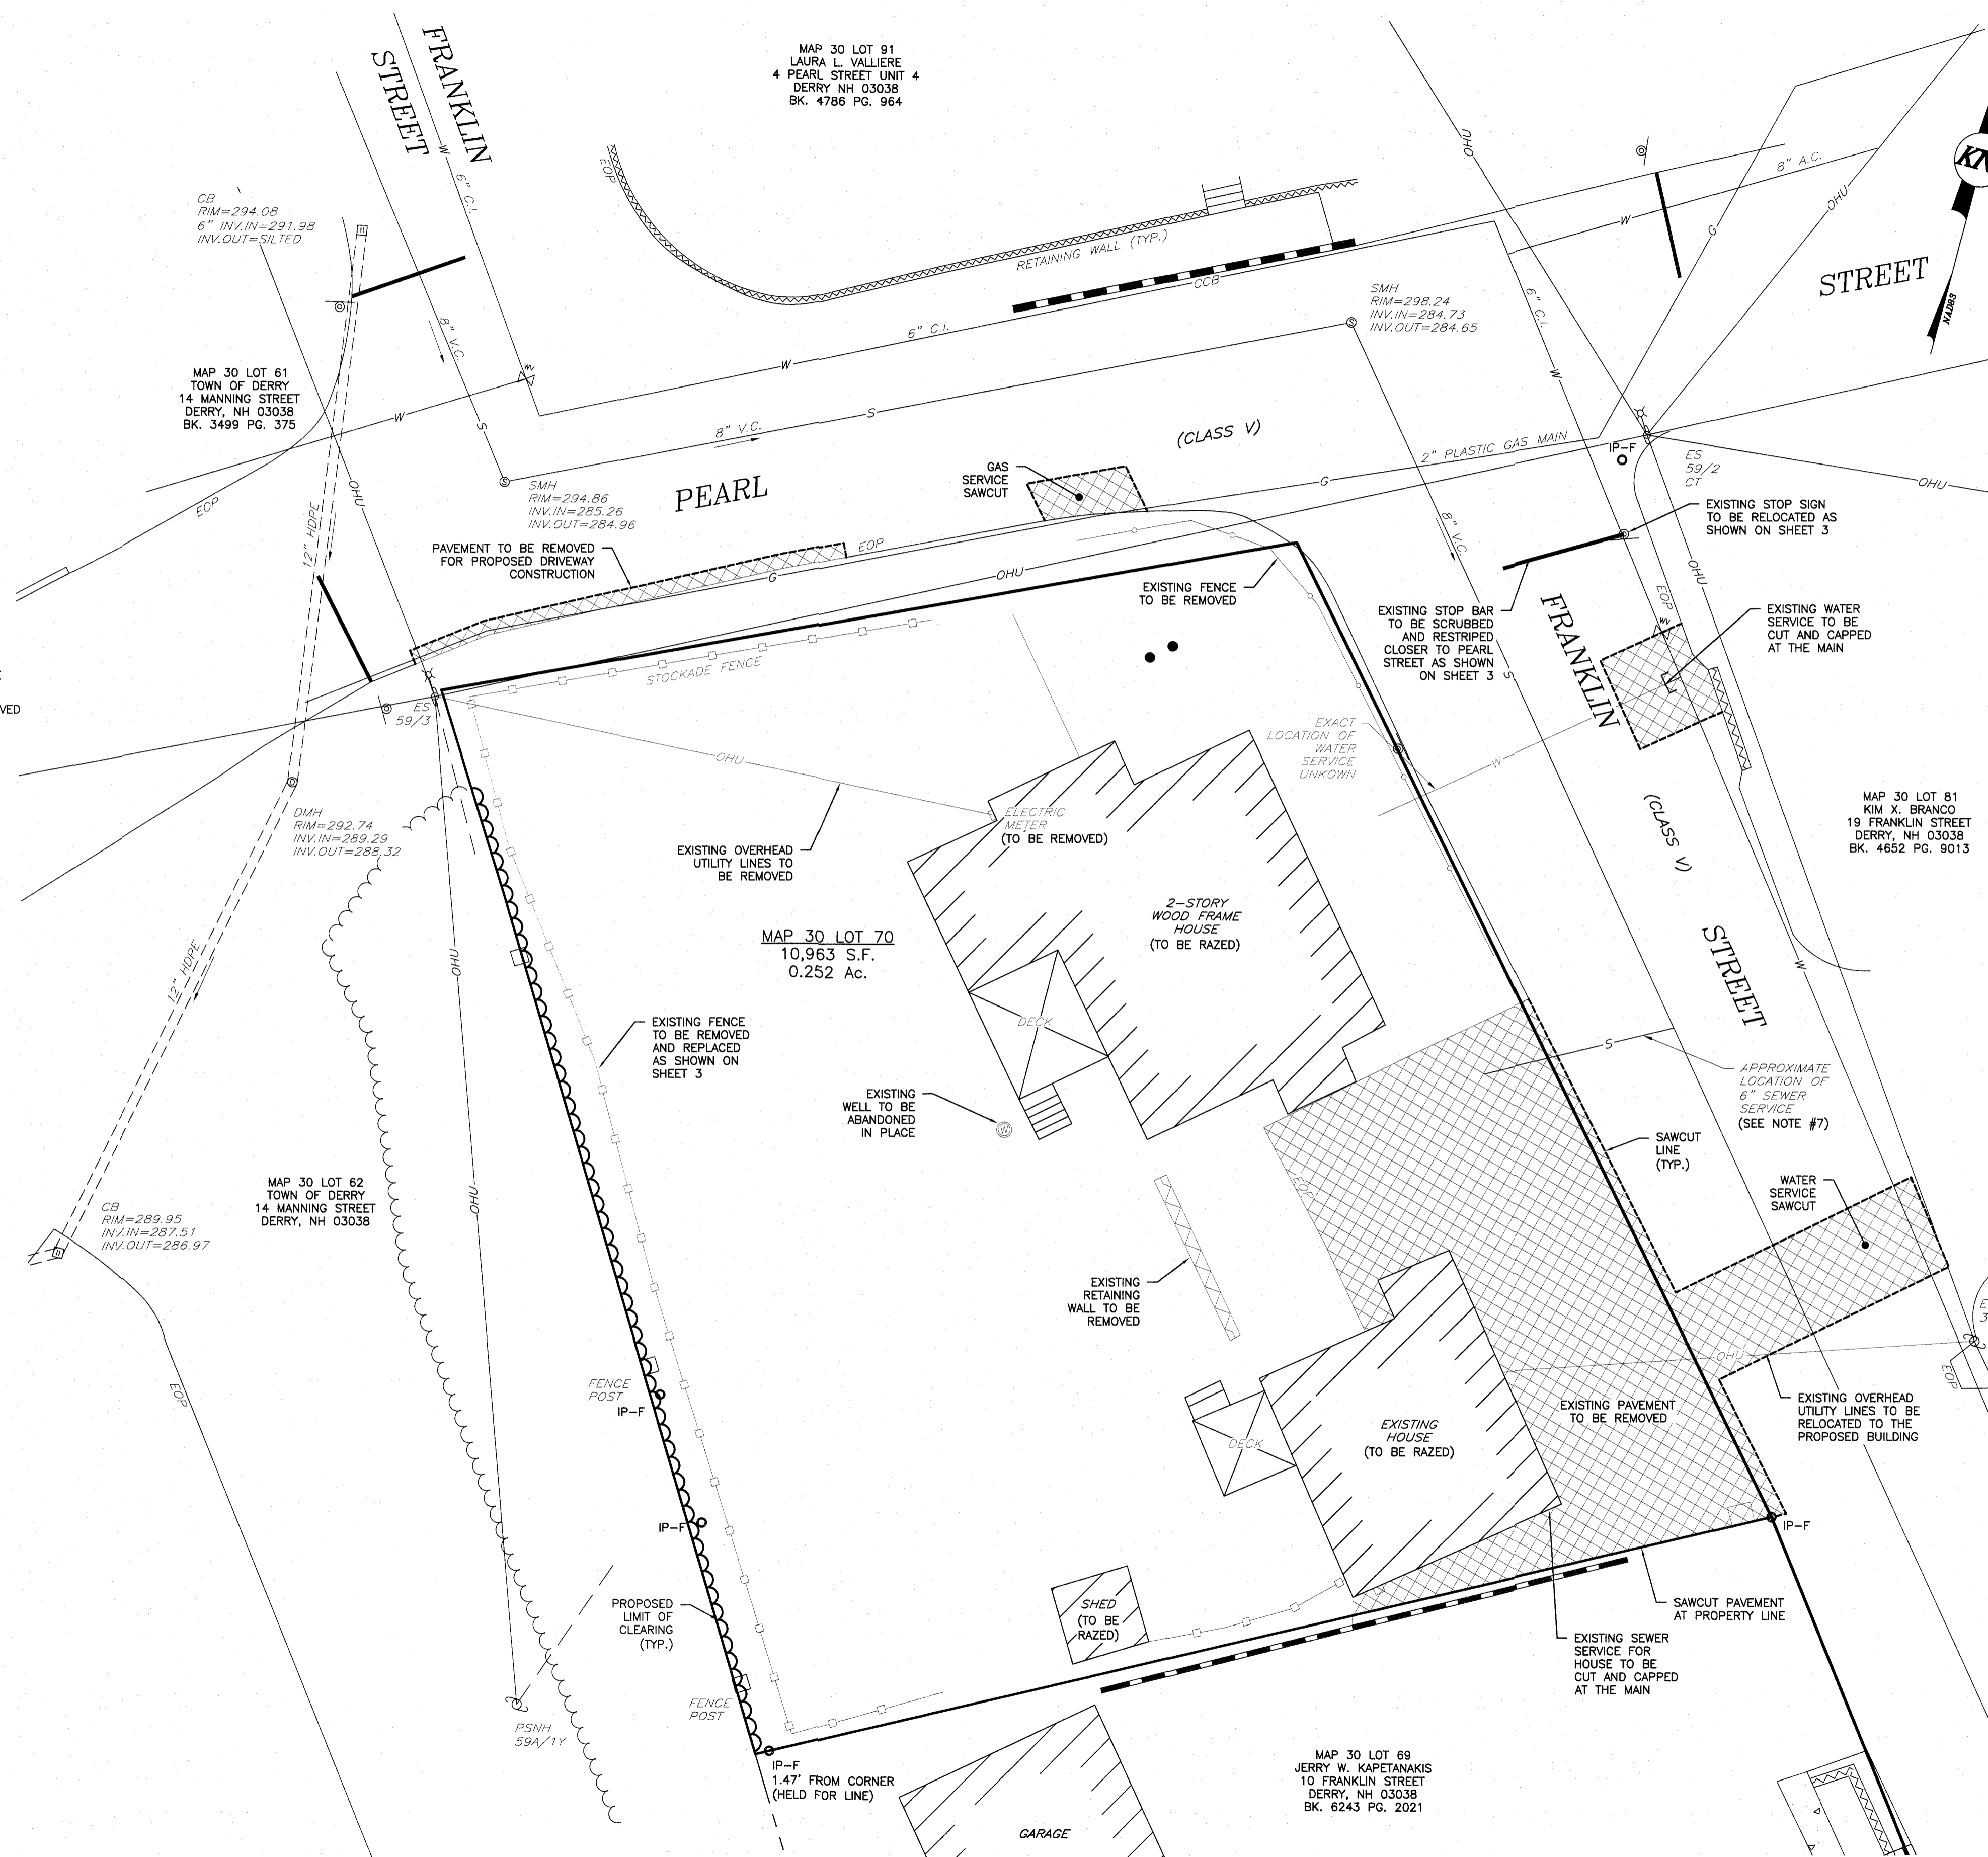 FRANKLIN
STREET
MAP 30 LOT 91
LAURA L. VALLIERE
4 PEARL STREET UNIT 4
DERRY NH 03038
BK. 4786 PG. 964
W
6" C.I.
EOP
OHU
8" A.C.
W
G
OHU
STREET
NAD83
CB
RIM=294.08
6" INV.IN=291.98
INV.OUT=SILTED
RETAINING WALL (TYP.)
CCB
SMH
RIM=298.24
INV.IN=284.73
INV.OUT=284.65
6" C.I.
W
8" V.C.
WV
6" C.I.
W
MAP 30 LOT 61
TOWN OF DERRY
14 MANNING STREET
DERRY, NH 03038
BK. 3499 PG. 375
W
S
8" V.C.
S
(CLASS V)
2" PLASTIC GAS MAIN
G
IP-F
ES
59/2
CT
OHU
GAS
SERVICE
SAWCUT
PEARL
SMH
RIM=294.86
INV.IN=285.26
INV.OUT=284.96
EOP
OHU
12" HDPE
EXISTING STOP SIGN
TO BE RELOCATED AS
SHOWN ON SHEET 3
PAVEMENT TO BE REMOVED
FOR PROPOSED DRIVEWAY
CONSTRUCTION
EOP
G
OHU
8" V.C.
OHU
EOP
EXISTING FENCE
TO BE REMOVED
EXISTING STOP BAR
TO BE SCRUBBED
AND RESTRIPED
CLOSER TO PEARL
STREET AS SHOWN
ON SHEET 3
FRANKLIN
WV
EXISTING WATER
SERVICE TO BE
CUT AND CAPPED
AT THE MAIN
STOCKADE FENCE
S
VED
ES
59/3
EXACT
LOCATION OF
WATER
SERVICE
UNKOWN
W
OHU
ELECTRIC
METER
(TO BE REMOVED)
DMH
RIM=292.74
INV.IN=289.29
INV.OUT=288.32
EXISTING OVERHEAD
UTILITY LINES TO
BE REMOVED
(CLASS V)
MAP 30 LOT 81
KIM X. BRANCO
19 FRANKLIN STREET
DERRY, NH 03038
BK. 4652 PG. 9013
2-STORY
WOOD FRAME
HOUSE
(TO BE RAZED)
MAP 30 LOT 70
10,963 S.F.
0.252 Ac.
OHU
12" HDPE
W
STREET
DECK
EXISTING FENCE
TO BE REMOVED
AND REPLACED
AS SHOWN ON
SHEET 3
S
APPROXIMATE
LOCATION OF
6" SEWER
SERVICE
(SEE NOTE #7)
EXISTING
WELL TO BE
ABANDONED
IN PLACE
W
SAWCUT
LINE
(TYP.)
EOP
WATER
SERVICE
SAWCUT
MAP 30 LOT 62
TOWN OF DERRY
14 MANNING STREET
DERRY, NH 03038
OHU
CB
RIM=289.95
INV.IN=287.51
INV.OUT=286.97
EXISTING
RETAINING
WALL TO BE
REMOVED
OHU
EOP
EOP
FENCE
POST
IP-F
EXISTING PAVEMENT
TO BE REMOVED
EXISTING OVERHEAD
UTILITY LINES TO BE
RELOCATED TO THE
PROPOSED BUILDING
EXISTING
HOUSE
(TO BE RAZED)
DECK
IP-F
IP-F
PROPOSED
LIMIT OF
CLEARING
(TYP.)
SHED
(TO BE
RAZED)
SAWCUT PAVEMENT
AT PROPERTY LINE
EXISTING SEWER
SERVICE FOR
HOUSE TO BE
CUT AND CAPPED
AT THE MAIN
FENCE
POST
PSNH
59A/1Y
IP-F
1.47' FROM CORNER
(HELD FOR LINE)
MAP 30 LOT 69
JERRY W. KAPETANAKIS
10 FRANKLIN STREET
DERRY, NH 03038
BK. 6243 PG. 2021
GARAGE